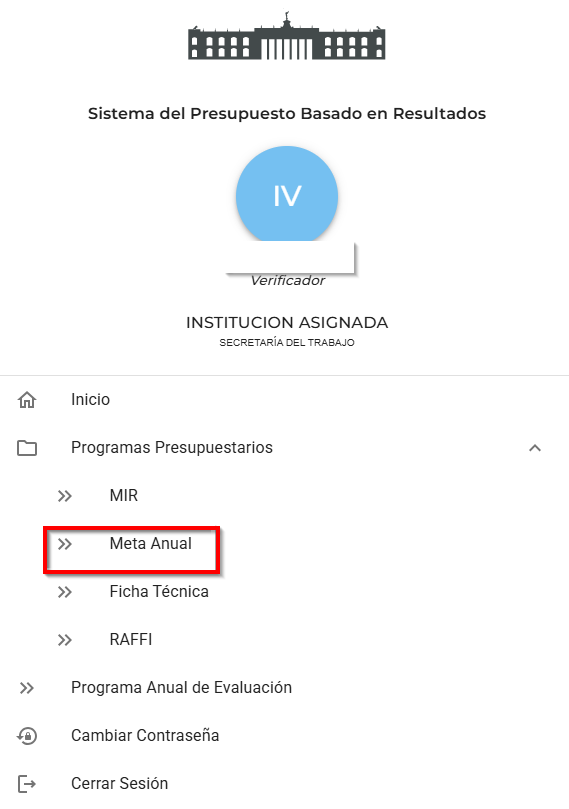 Sistema del Presupuesto Basado en Resultados
IV
Verificador
INSTITUCION ASIGNADA
SECRETARÍA DEL TRABAJO
Inicio
Programas Presupuestarios
MIR
Meta Anual
Ficha Técnica
RAFFI
Programa Anual de Evaluación
Cambiar Contraseña
Cerrar Sesión